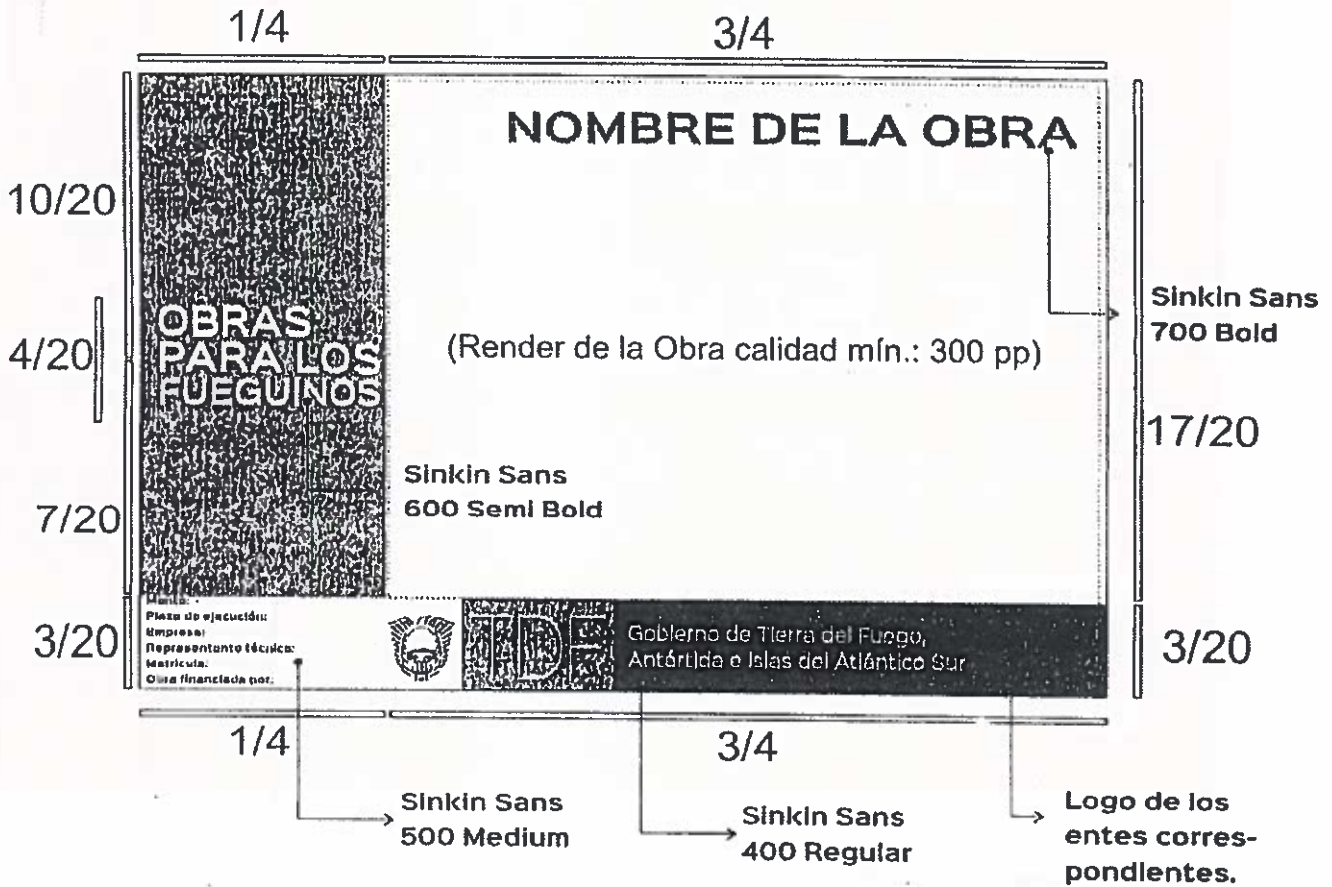 1/4
3/4
NOMBRE DE LA OBRA
10/20
Sinkin Sans
700 Bold
OBRAS
PARA LOS
FUEGUINOS
4/20
(Render de la Obra calidad mín.: 300 pp)
17/20
Sinkin Sans
600 Semi Bold
7/20
Monto:
Plazo de ejecución:
Empresa:
Representante técnico:
Matrícula:
Obra financiada por:
3/20
TDF
Gobierno de Tierra del Fuego,
Antártida e Islas del Atlántico Sur
3/20
1/4
3/4
Sinkin Sans
500 Medium
Sinkin Sans
400 Regular
Logo de los
entes corres-
pondientes.